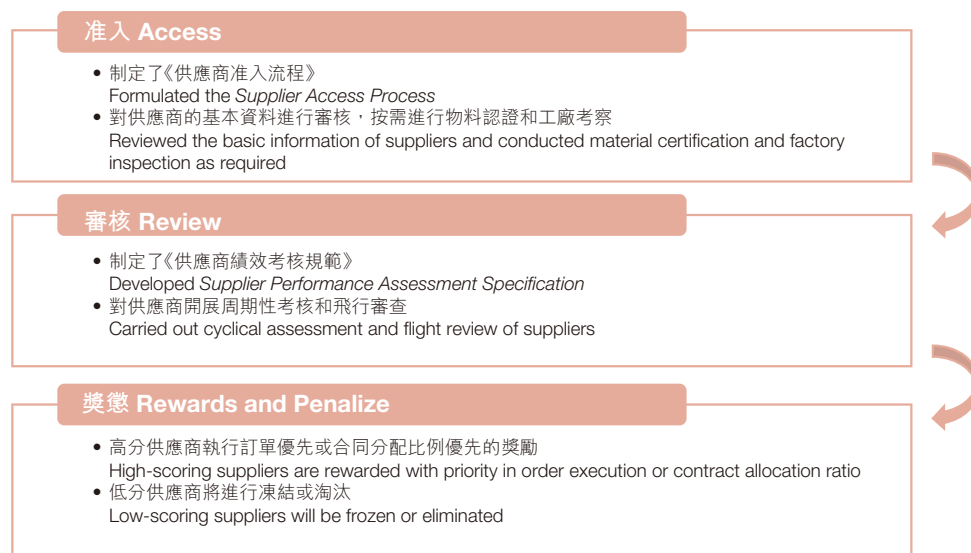 准入 Access
• 制定了《供應商准入流程》
Formulated the Supplier Access Process
• 對供應商的基本資料進行審核，按需進行物料認證和工廠考察
Reviewed the basic information of suppliers and conducted material certification and factory
inspection as required
審核 Review
• 制定了《供應商績效考核規範》
Developed Supplier Performance Assessment Specification
• 對供應商開展周期性考核和飛行審查
Carried out cyclical assessment and flight review of suppliers
獎懲 Rewards and Penalize
• 高分供應商執行訂單優先或合同分配比例優先的獎勵
High-scoring suppliers are rewarded with priority in order execution or contract allocation ratio
• 低分供應商將進行凍結或淘汰
Low-scoring suppliers will be frozen or eliminated